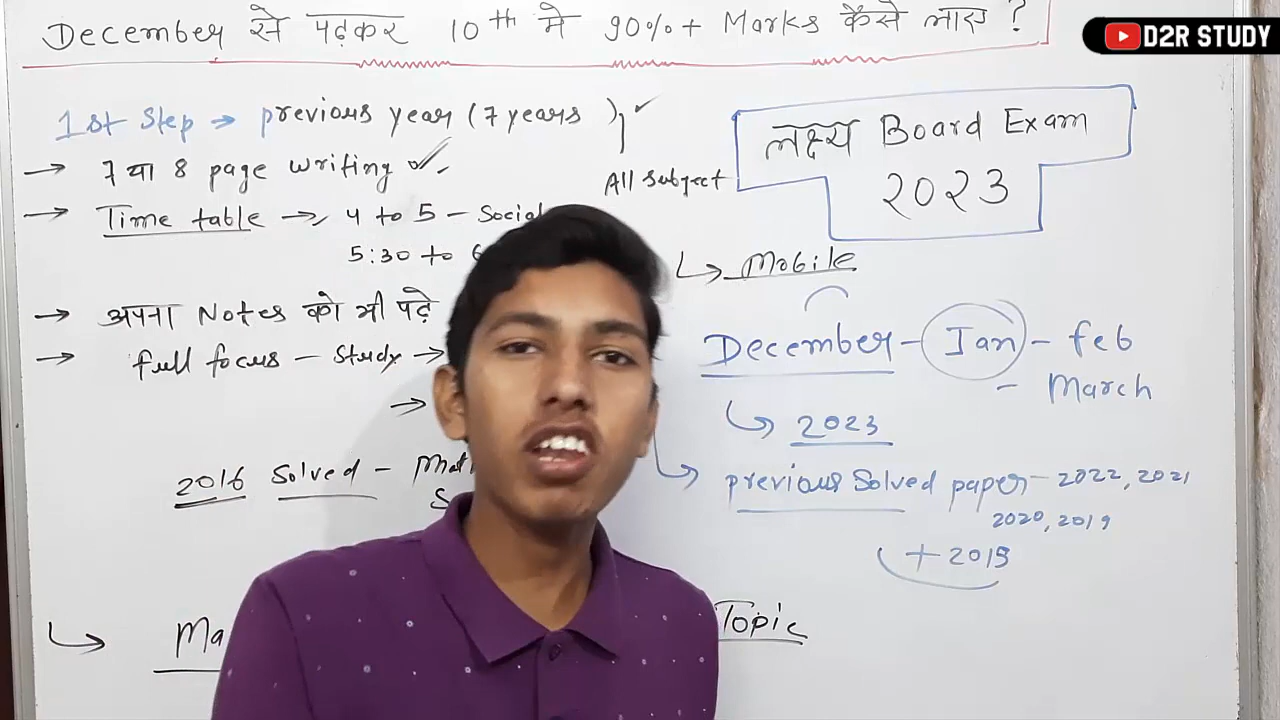 December से पढ़कर 10th मे 90%+ Marks कैसे लाए ?
D2R STUDY
1st Step → previous year (7 years )
All Subject
→ 7 या 8 page writing
→ Time table → 4 to 5 - Social
5:30 to 6
→ अपना Notes को भी पढ़े
→ full focus - Study →
→
2016 Solved -
लक्ष्य Board Exam
2023
↳ Mobile
December - Jan - feb
- March
↳ 2023
↳ previous Solved paper - 2022, 2021
2020, 2019
Ma
Topic